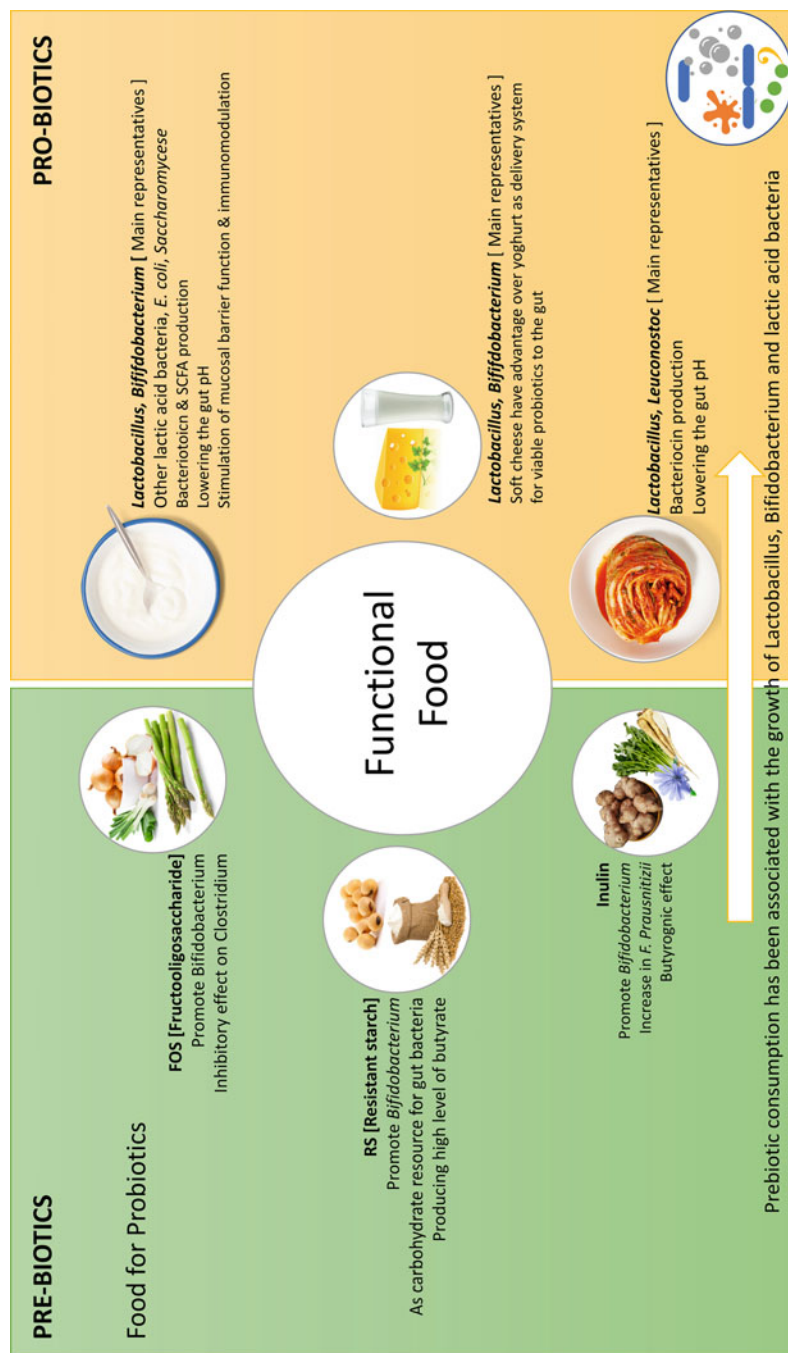 PRE-BIOTICS
Food for Probiotics
FOS [Fructooligosaccharide]
Promote Bifidobacterium
Inhibitory effect on Clostridium
RS [Resistant starch]
Promote Bifidobacterium
As carbohydrate resource for gut bacteria
Producing high level of butyrate
Inulin
Promote Bifidobacterium
Increase in F. Prausnitizii
Butyrognic effect
Functional
Food
PRO-BIOTICS
Lactobacillus, Bififdobacterium [ Main representatives ]
Other lactic acid bacteria, E. coli, Saccharomycese
Bacteriotoicn & SCFA production
Lowering the gut pH
Stimulation of mucosal barrier function & immunomodulation
Lactobacillus, Bififdobacterium [ Main representatives ]
Soft cheese have advantage over yoghurt as delivery system
for viable probiotics to the gut
Lactobacillus, Leuconostoc [ Main representatives ]
Bacteriocin production
Lowering the gut pH
Prebiotic consumption has been associated with the growth of Lactobacillus, Bifidobacterium and lactic acid bacteria